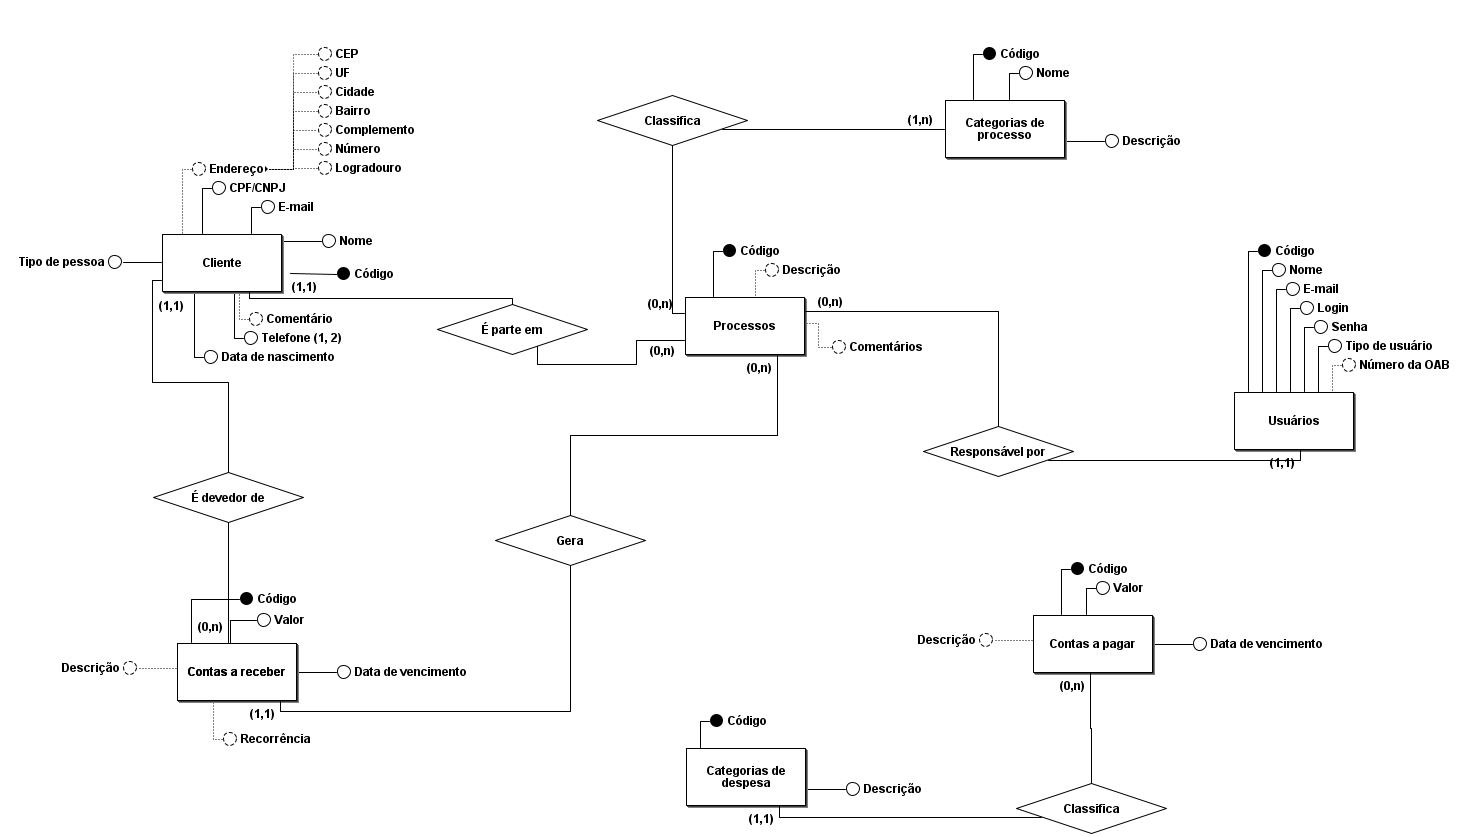 CEP
UF
Cidade
Bairro
Complemento
Número
Logradouro
Endereço
CPF/CNPJ
E-mail
Nome
Código
Tipo de pessoa
Cliente
(1,1)
(1,1)
Comentário
Telefone (1, 2)
Data de nascimento
Classifica
(1,n)
Código
Nome
Categorias de
processo
Descrição
Código
Descrição
(0,n)
Processos
(0,n)
(0,n)
(0,n)
Comentários
É parte em
Código
Nome
E-mail
Login
Senha
Tipo de usuário
Número da OAB
Usuários
(1,1)
Responsável por
É devedor de
Gera
Código
Valor
(0,n)
Descrição
Contas a receber
Data de vencimento
(1,1)
Recorrência
Código
Valor
Descrição
Contas a pagar
Data de vencimento
(0,n)
Código
Categorias de
despesa
Descrição
(1,1)
Classifica